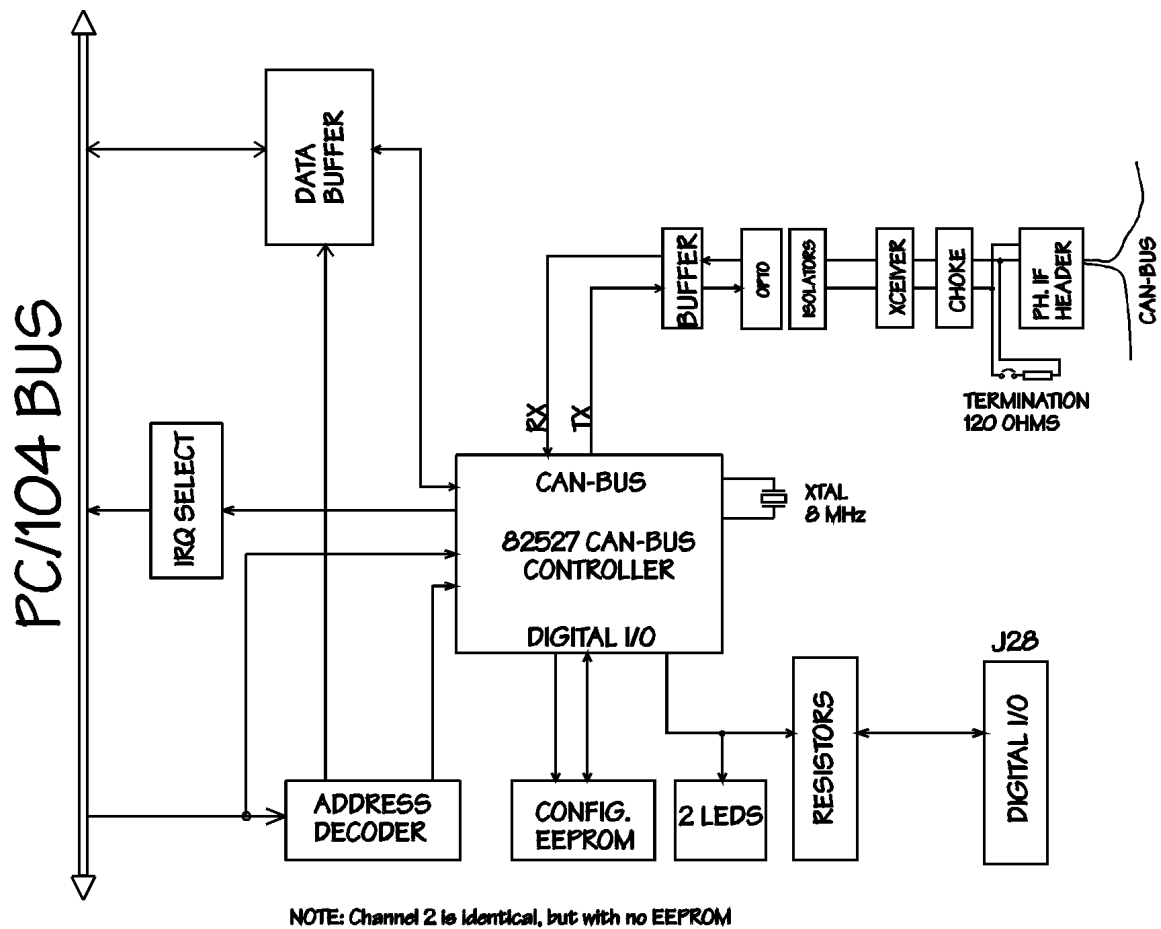 PC/104 BUS
DATA
BUFFER
BUFFER
OPTO
ISOLATORS
XCEIVER
CHOKE
PH. IF
HEADER
CAN-BUS
TERMINATION
120 OHMS
RX
TX
IRQ SELECT
CAN-BUS
82527 CAN-BUS
CONTROLLER
DIGITAL I/O
XTAL
8 MHz
ADDRESS
DECODER
CONFIG.
EEPROM
2 LEDS
RESISTORS
J28
DIGITAL I/O
NOTE: Channel 2 is identical, but with no EEPROM